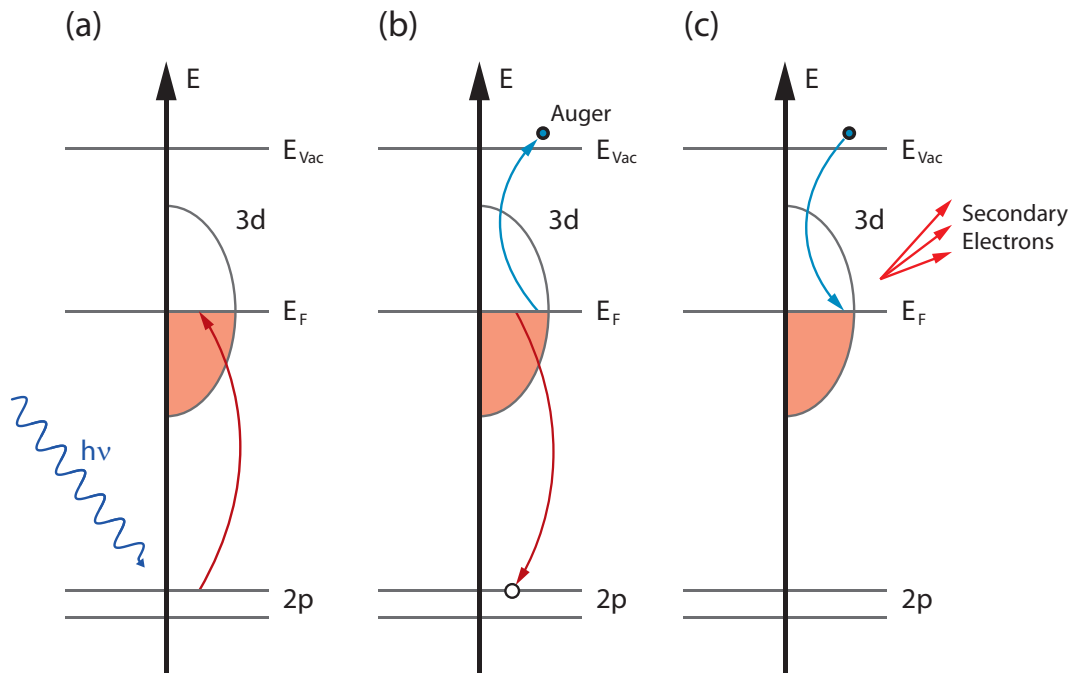 (a)
E
E Vac
3d
E F
hν
2p
(b)
E
Auger
E Vac
3d
E F
2p
(c)
E
E Vac
3d
Secondary
Electrons
E F
2p